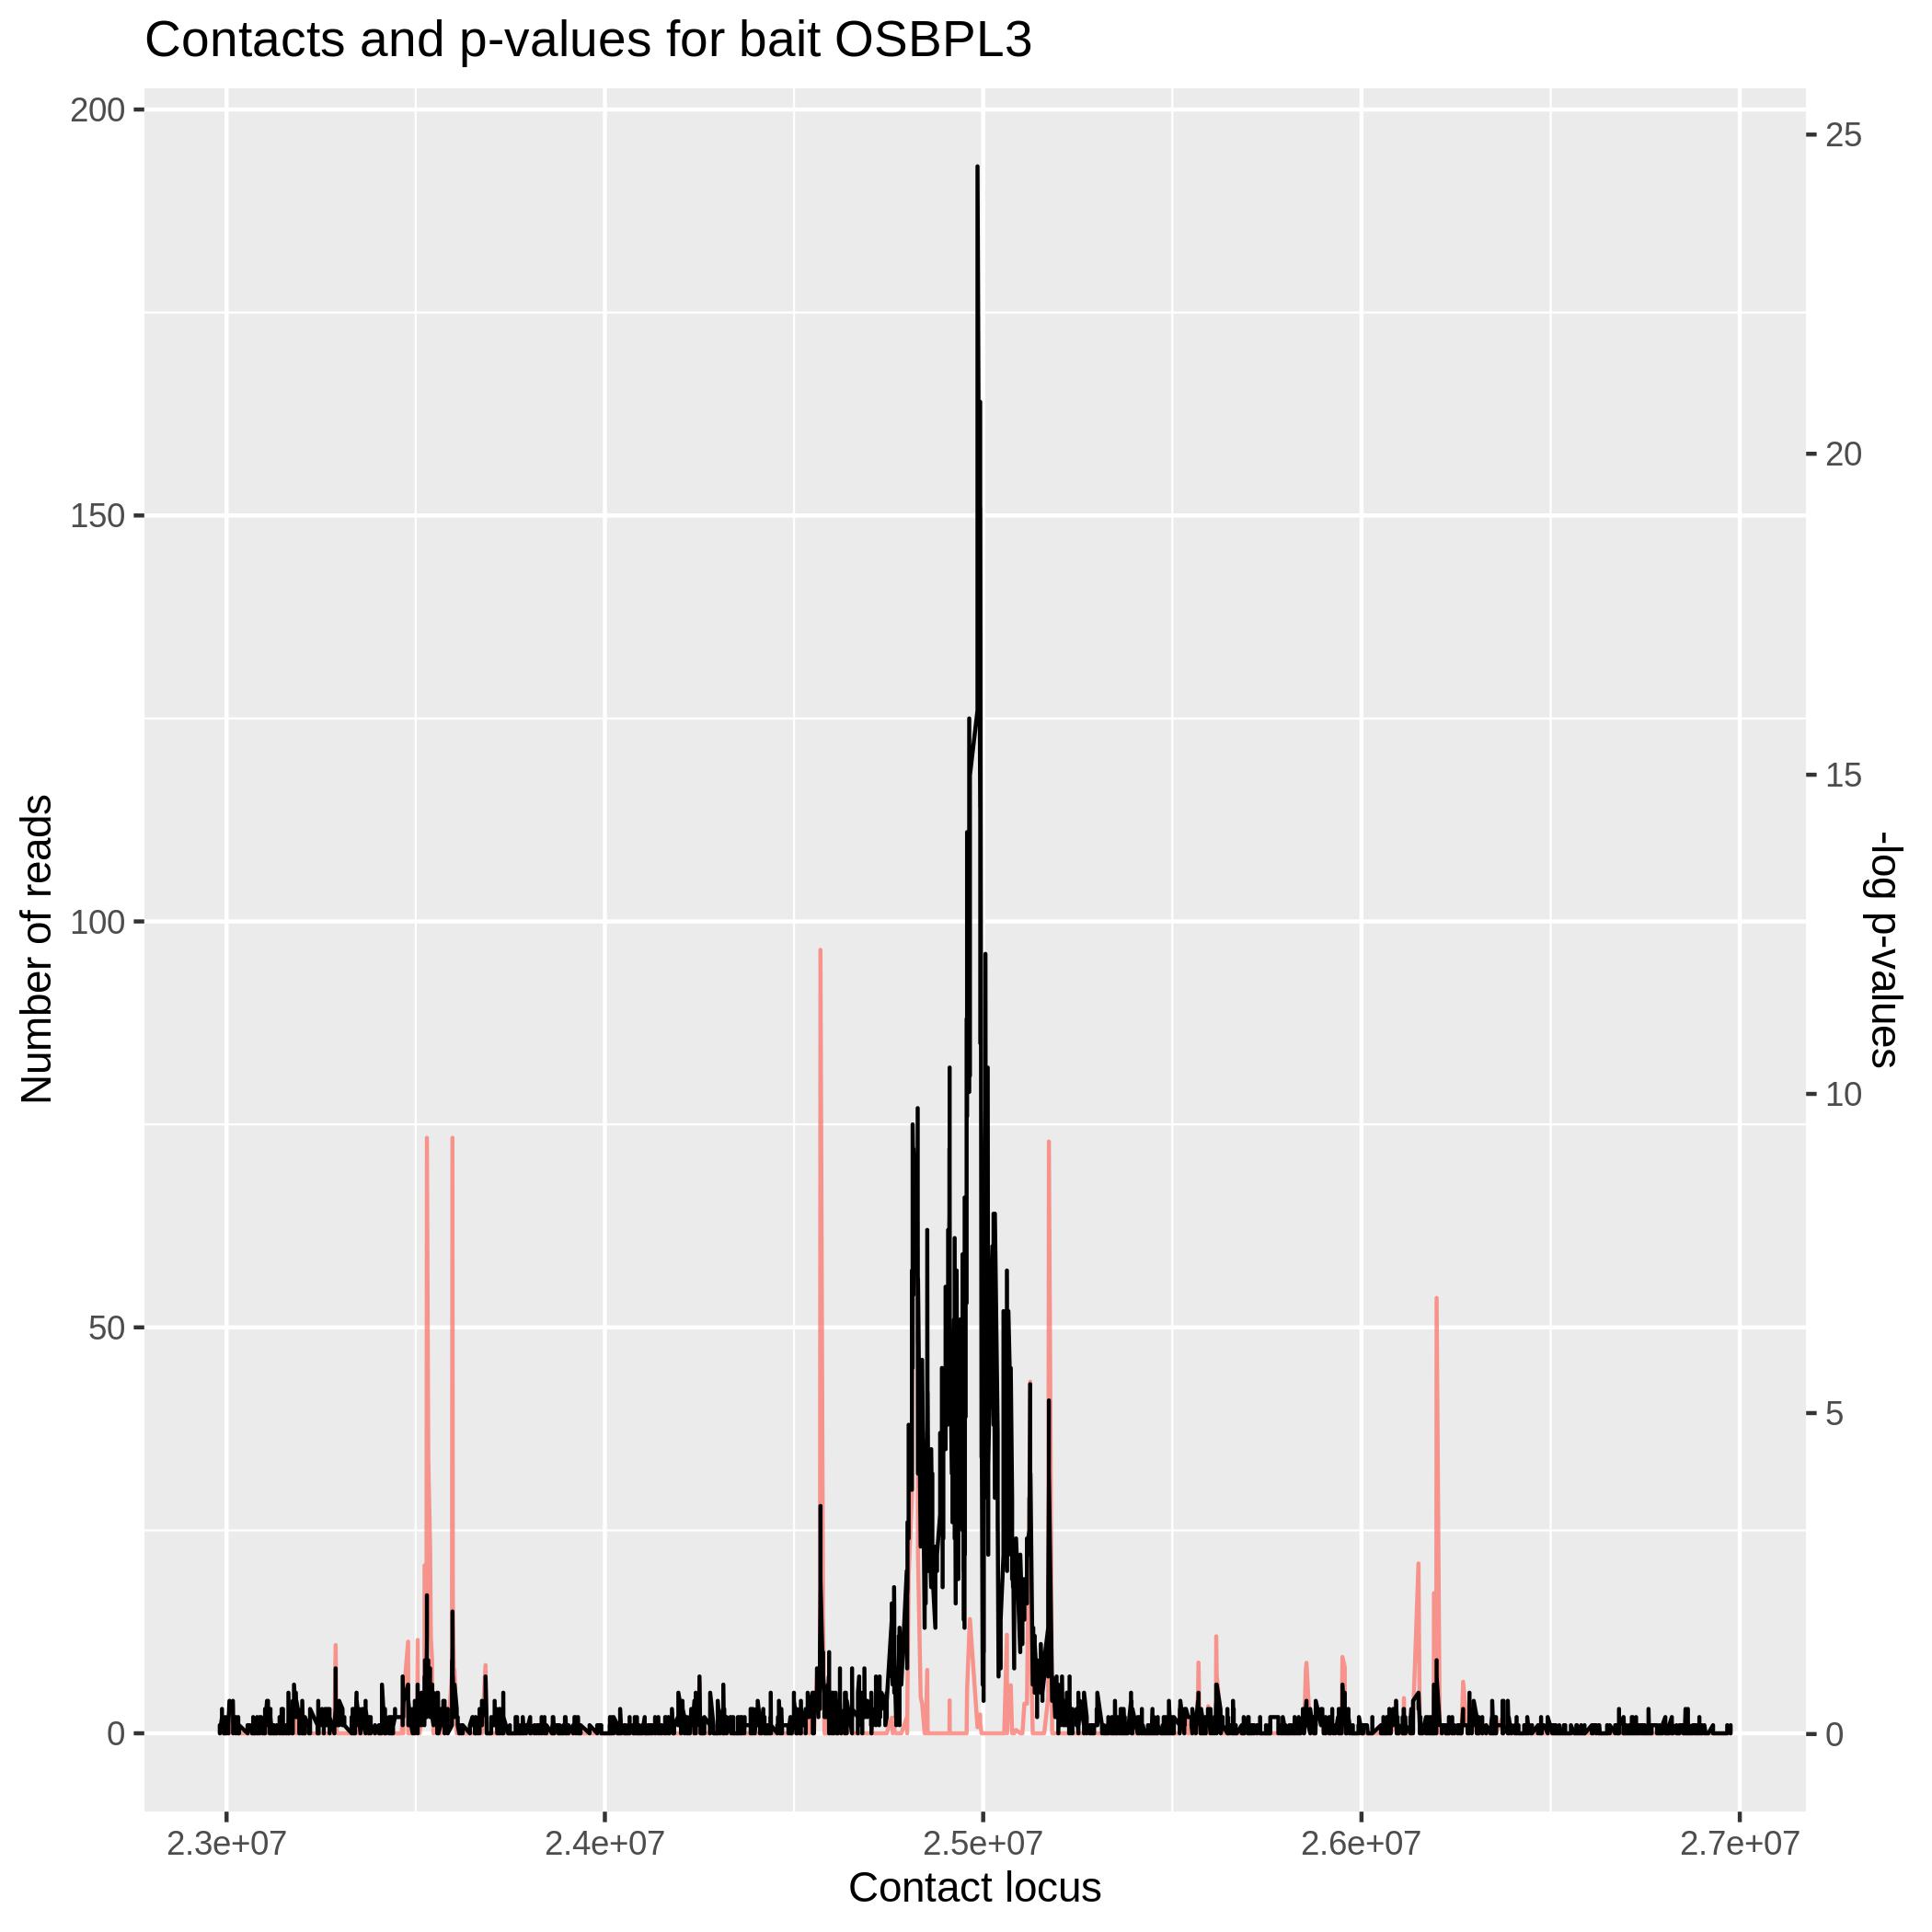 Contacts and p-values for bait OSBPL3
200
150
100
50
0
Number of reads
25
20
15
10
5
0
-log p-values
2.3e+07
2.4e+07
2.5e+07
2.6e+07
2.7e+07
Contact locus